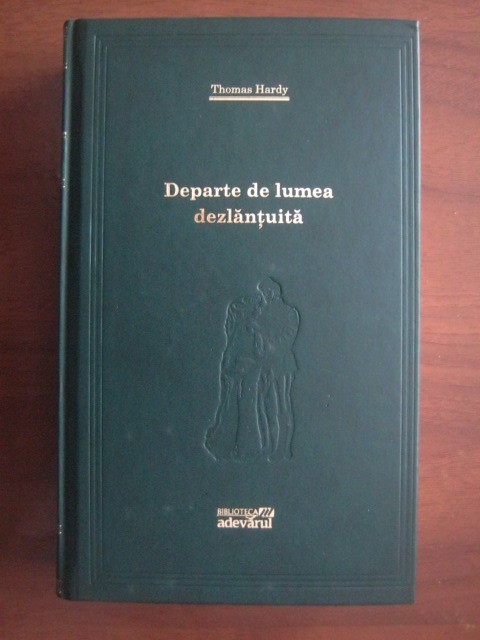 Thomas Hardy
Departe de lumea
dezlănțuită
BIBLIOTECA
adevărul